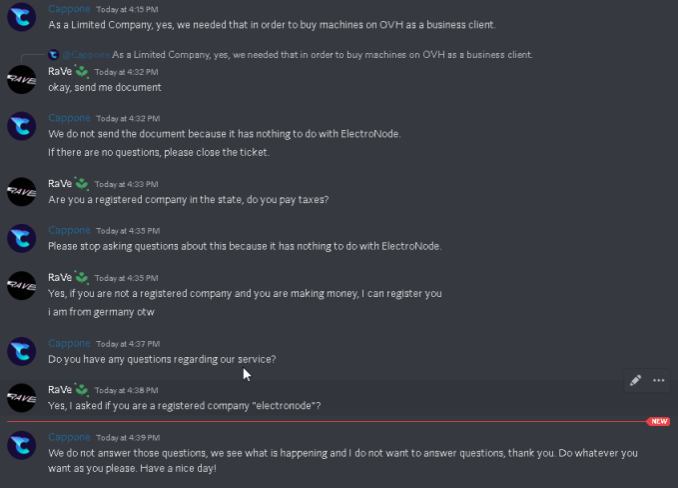 Cappone Today at 4:15 PM
As a Limited Company, yes, we needed that in order to buy machines on OVH as a business client.
@Cappone As a Limited Company, yes, we needed that in order to buy machines on OVH as a business client.
RaVe Today at 4:32 PM
okay, send me document
Cappone Today at 4:32 PM
We do not send the document because it has nothing to do with ElectroNode.
If there are no questions, please close the ticket.
RaVe Today at 4:33 PM
Are you a registered company in the state, do you pay taxes?
Cappone Today at 4:35 PM
Please stop asking questions about this because it has nothing to do with ElectroNode.
RaVe Today at 4:35 PM
Yes, if you are not a registered company and you are making money, I can register you
i am from germany otw
Cappone Today at 4:37 PM
Do you have any questions regarding our service?
RaVe Today at 4:38 PM
Yes, I asked if you are a registered company "electronode"?
NEW
Cappone Today at 4:39 PM
We do not answer those questions, we see what is happening and I do not want to answer questions, thank you. Do whatever you
want as you please. Have a nice day!